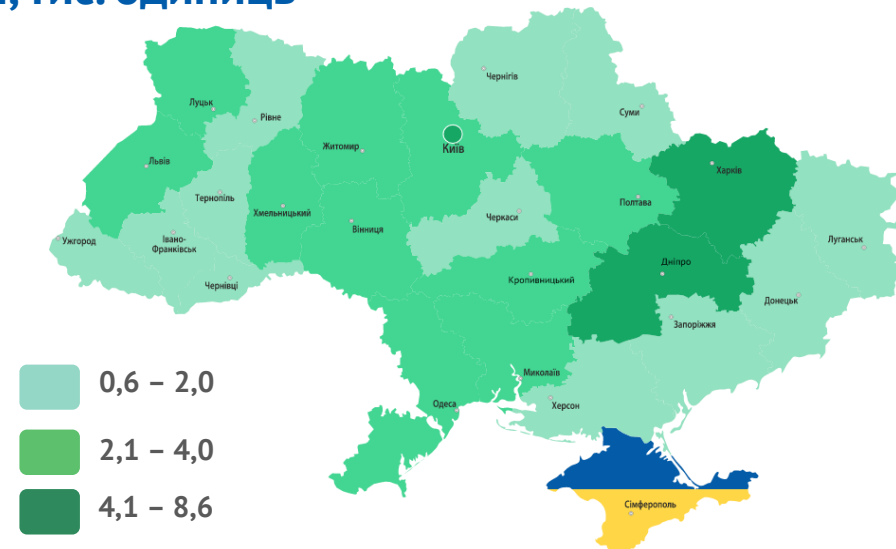 тис. одиниць
Чернігів
Суми
Луцьк
Рівне
Київ
Житомир
Львів
Харків
Тернопіль
Хмельницький
Полтава
Черкаси
Вінниця
Ужгород
Івано-
Франківськ
Луганськ
Дніпро
Чернівці
Кропивницький
Донецьк
Запоріжжя
Миколаїв
Одеса
Херсон
Сімферополь
0,6 – 2,0
2,1 – 4,0
4,1 – 8,6